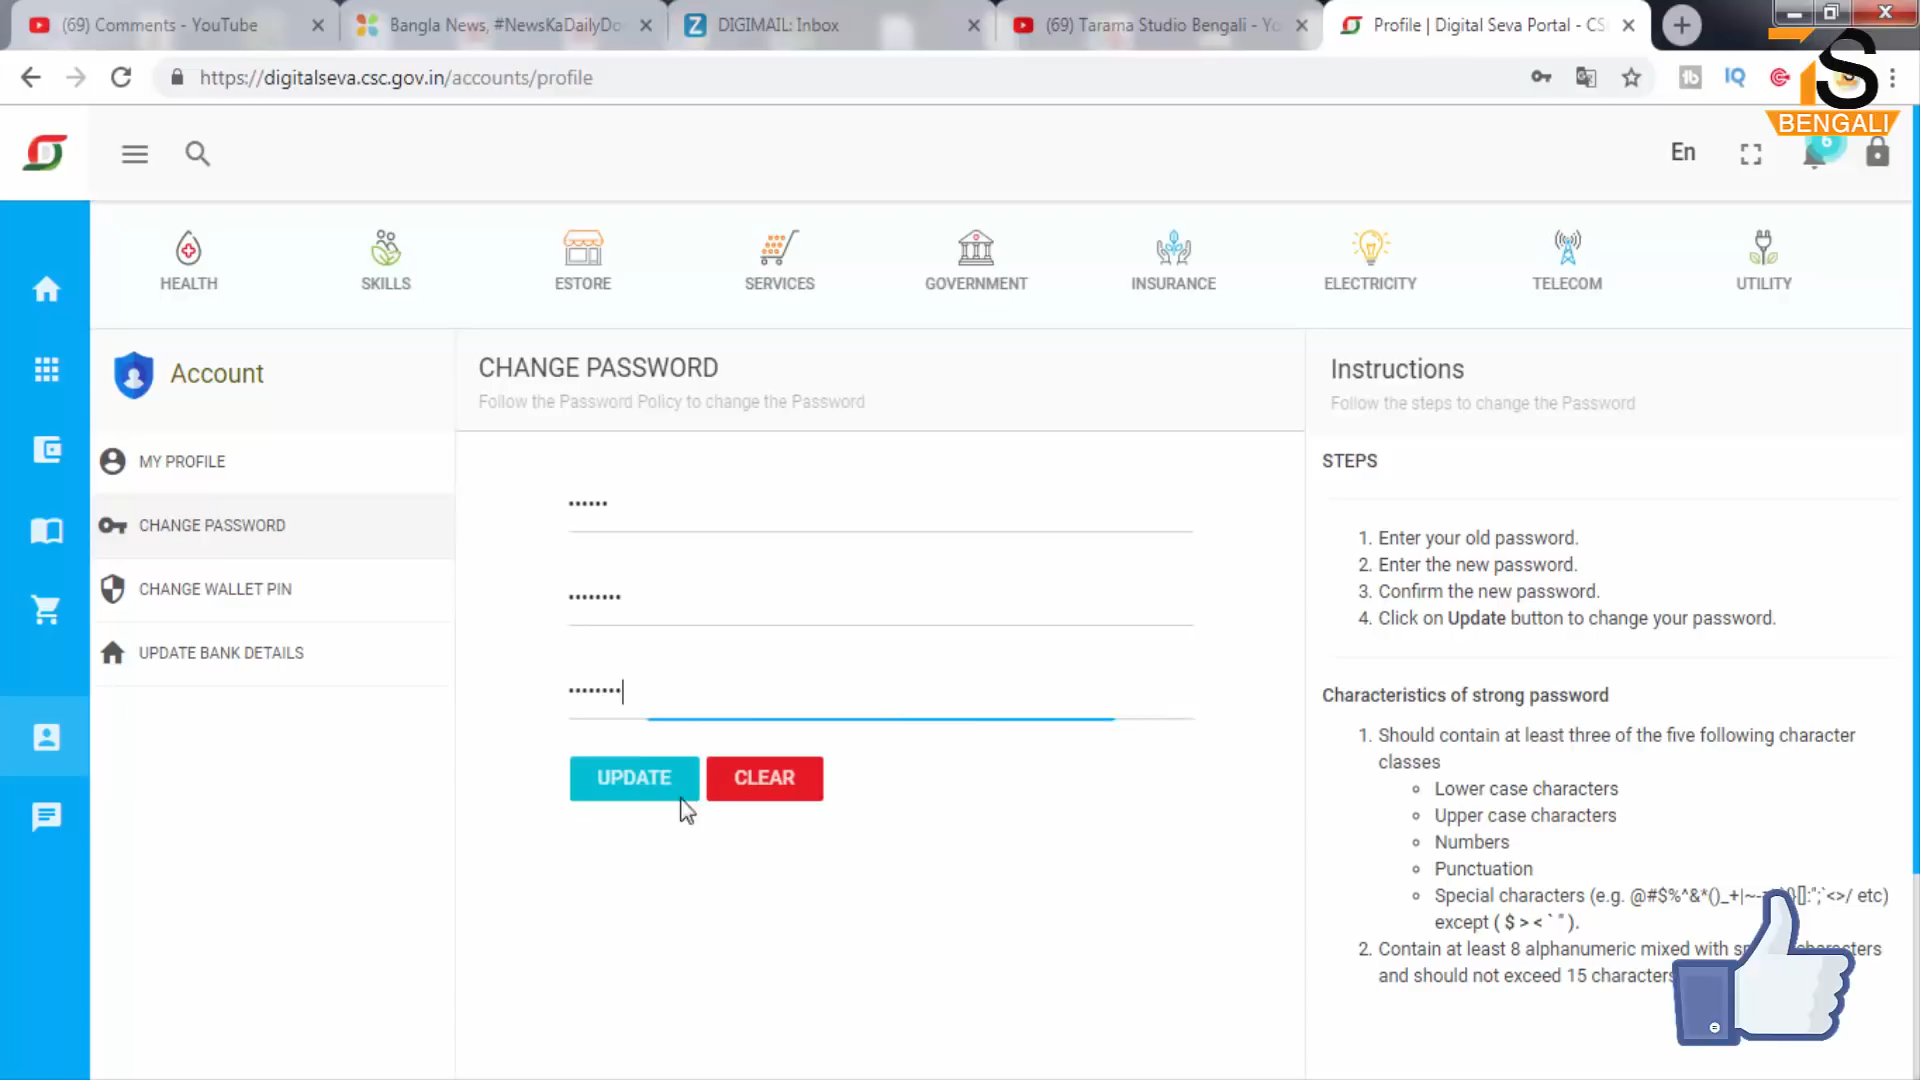 (69) Comments - YouTube
Bangla News, #NewsKaDailyDo
DIGIMAIL: Inbox
(69) Tarama Studio Bengali - Yo
Profile | Digital Seva Portal - CS
https://digitalseva.csc.gov.in/accounts/profile
IQ
S
BENGALI
En
6
HEALTH
SKILLS
ESTORE
SERVICES
GOVERNMENT
INSURANCE
ELECTRICITY
TELECOM
UTILITY
Account
MY PROFILE
CHANGE PASSWORD
CHANGE WALLET PIN
UPDATE BANK DETAILS
CHANGE PASSWORD
Follow the Password Policy to change the Password
••••••
••••••••
••••••••
UPDATE
CLEAR
Instructions
Follow the steps to change the Password
STEPS
1. Enter your old password.
2. Enter the new password.
3. Confirm the new password.
4. Click on Update button to change your password.
Characteristics of strong password
1. Should contain at least three of the five following character
classes
Lower case characters
Upper case characters
Numbers
Punctuation
Special characters (e.g. @#$%^&*()_+|~- []:";'<>/ etc)
except ( $ > < ` " ).
2. Contain at least 8 alphanumeric mixed with characters
and should not exceed 15 characters